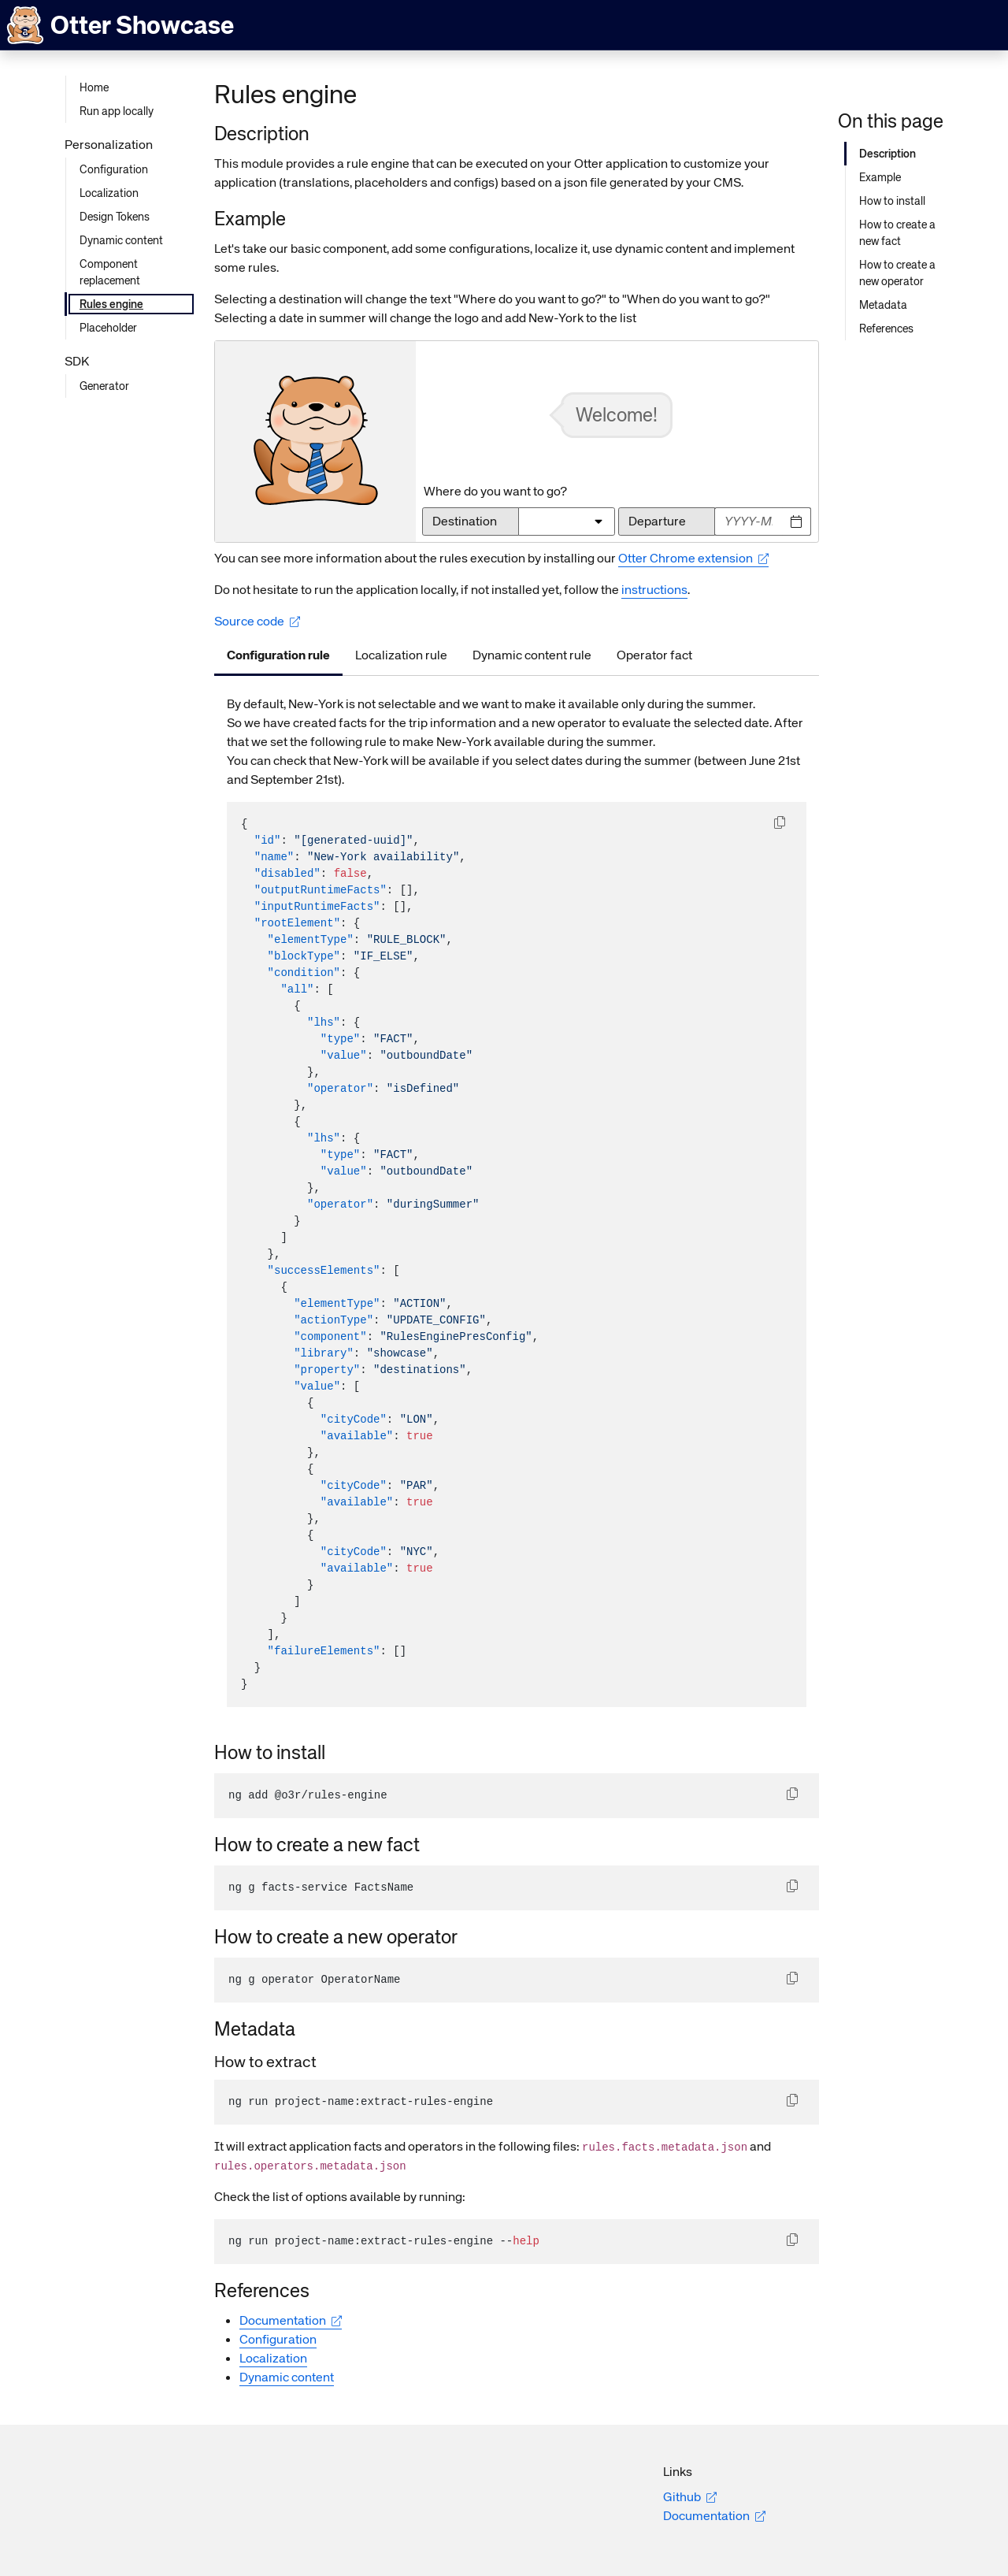 Otter Showcase
Home
Run app locally
Personalization
Configuration
Localization
Design Tokens
Dynamic content
Component
replacement
Rules engine
Placeholder
SDK
Generator
Rules engine
Description
This module provides a rule engine that can be executed on your Otter application to customize your
application (translations, placeholders and configs) based on a json file generated by your CMS.
Example
Let's take our basic component, add some configurations, localize it, use dynamic content and implement
some rules.
Selecting a destination will change the text "Where do you want to go?" to "When do you want to go?"
Selecting a date in summer will change the logo and add New-York to the list
Welcome!
Where do you want to go?
Destination
Departure
YYYY-M
You can see more information about the rules execution by installing our Otter Chrome extension
Do not hesitate to run the application locally, if not installed yet, follow the instructions.
Source code
Configuration rule Localization rule Dynamic content rule Operator fact
By default, New-York is not selectable and we want to make it available only during the summer.
So we have created facts for the trip information and a new operator to evaluate the selected date. After
that we set the following rule to make New-York available during the summer.
You can check that New-York will be available if you select dates during the summer (between June 21st
and September 21st).
{
  "id": "[generated-uuid]",
  "name": "New-York availability",
  "disabled": false,
  "outputRuntimeFacts": [],
  "inputRuntimeFacts": [],
  "rootElement": {
    "elementType": "RULE_BLOCK",
    "blockType": "IF_ELSE",
    "condition": {
      "all": [
        {
          "lhs": {
            "type": "FACT",
            "value": "outboundDate"
          },
          "operator": "isDefined"
        },
        {
          "lhs": {
            "type": "FACT",
            "value": "outboundDate"
          },
          "operator": "duringSummer"
        }
      ]
    },
    "successElements": [
      {
        "elementType": "ACTION",
        "actionType": "UPDATE_CONFIG",
        "component": "RulesEnginePresConfig",
        "library": "showcase",
        "property": "destinations",
        "value": [
          {
            "cityCode": "LON",
            "available": true
          },
          {
            "cityCode": "PAR",
            "available": true
          },
          {
            "cityCode": "NYC",
            "available": true
          }
        ]
      }
    ],
    "failureElements": []
  }
}
How to install
ng add @o3r/rules-engine
How to create a new fact
ng g facts-service FactsName
How to create a new operator
ng g operator OperatorName
Metadata
How to extract
ng run project-name:extract-rules-engine
It will extract application facts and operators in the following files: rules.facts.metadata.json and
rules.operators.metadata.json
Check the list of options available by running:
ng run project-name:extract-rules-engine --help
References
Documentation
Configuration
Localization
Dynamic content
On this page
Description
Example
How to install
How to create a
new fact
How to create a
new operator
Metadata
References
Links
Github
Documentation